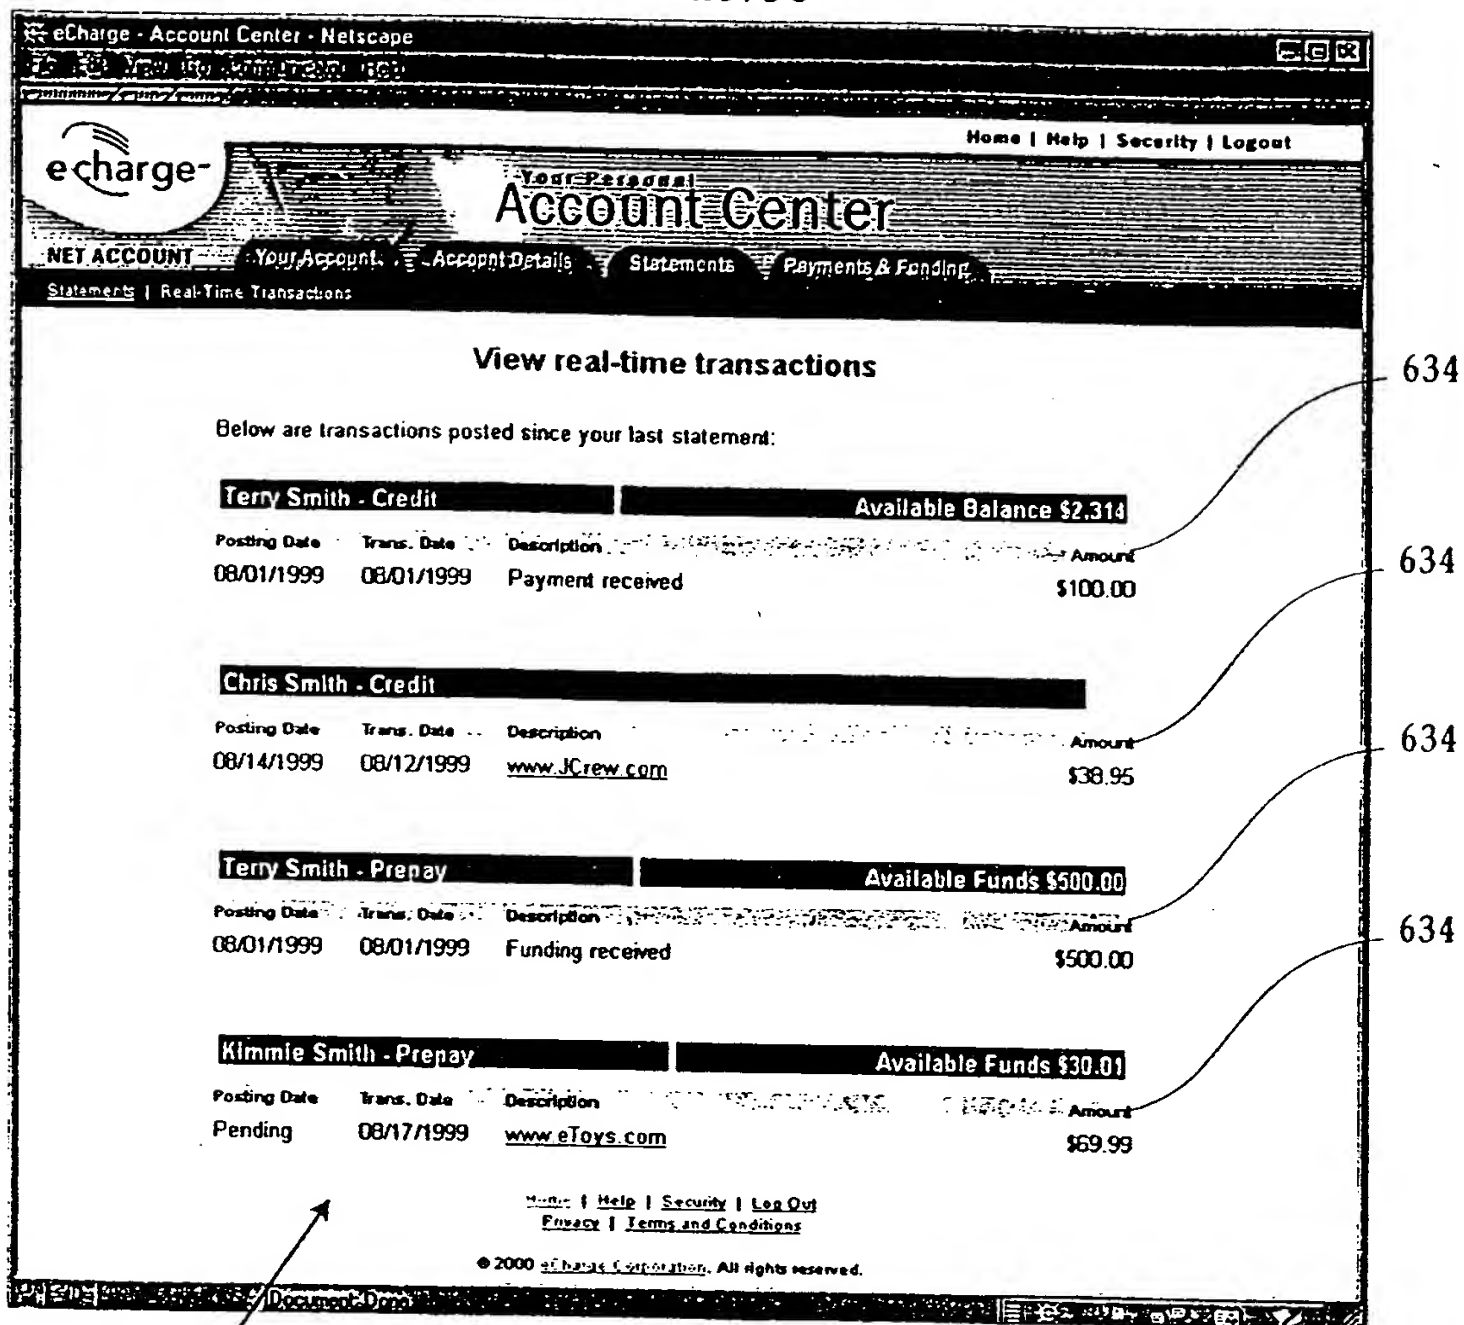 eCharge - Account Center - Netscape
Home | Help | Security | Logout
echarge
Your Personal
Account Center
NET ACCOUNT Your Account Account Details Statements Payments & Funding
Statements | Real-Time Transactions
View real-time transactions
634
Below are transactions posted since your last statement:
Terry Smith - Credit Available Balance $2,314
Posting Date Trans. Date Description Amount
634
08/01/1999 08/01/1999 Payment received $100.00
Chris Smith - Credit
Posting Date Trans. Date Description Amount
634
08/14/1999 08/12/1999 www.JCrew.com $38.95
Terry Smith - Prepay Available Funds $500.00
Posting Date Trans. Date Description Amount
634
08/01/1999 08/01/1999 Funding received $500.00
Kimmie Smith - Prepay Available Funds $30.01
Posting Date Trans. Date Description Amount
Pending 08/17/1999 www.eToys.com $69.99
Home | Help | Security | Log Out
Privacy | Terms and Conditions
© 2000 eCharge Corporation. All rights reserved.
Document: Done